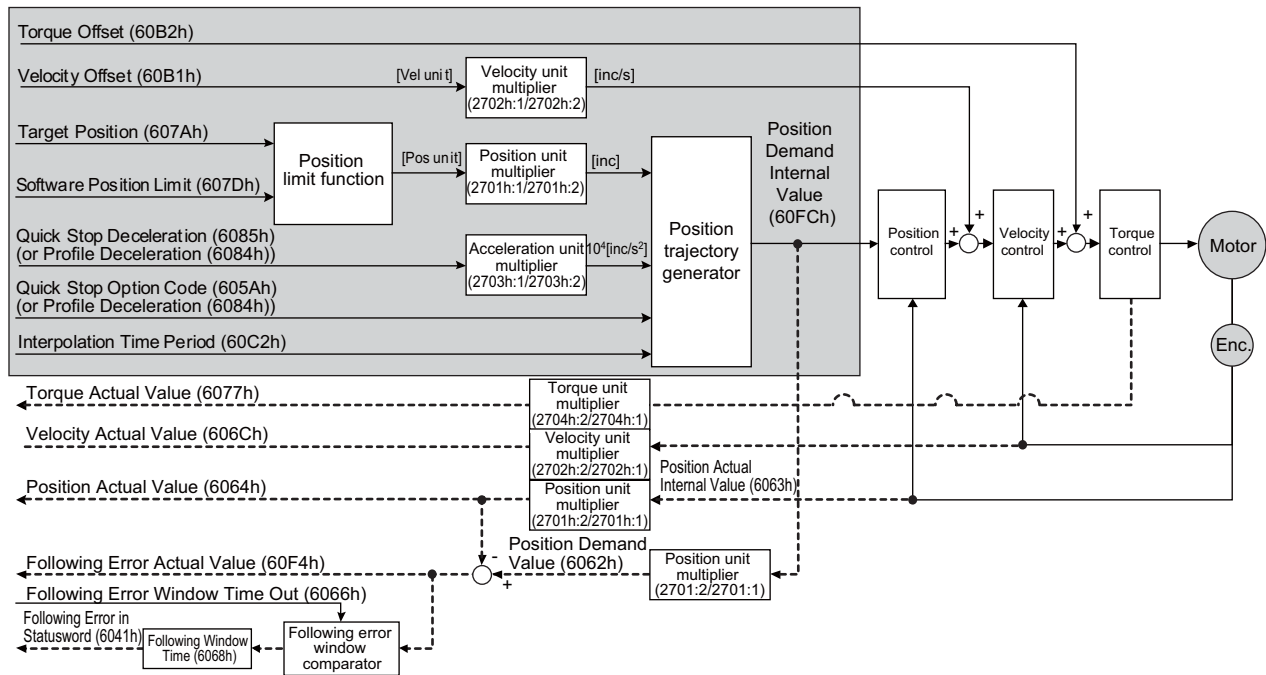 Torque Offset (60B2h)
Velocity Offset (60B1h)
[Vel unit]
Velocity unit
multiplier
(2702h:1/2702h:2)
[inc/s]
Target Position (607Ah)
Software Position Limit (607Dh)
Position
limit function
[Pos unit]
Position unit
multiplier
(2701h:1/2701h:2)
[inc]
Quick Stop Deceleration (6085h)
(or Profile Deceleration (6084h))
Acceleration unit
multiplier
(2703h:1/2703h:2)
10⁴[inc/s²]
Quick Stop Option Code (605Ah)
(or Profile Deceleration (6084h))
Interpolation Time Period (60C2h)
Position
trajectory
generator
Position
Demand
Internal
Value
(60FCh)
Position
control
+
+
Velocity
control
+
+
Torque
control
Motor
Enc.
Torque Actual Value (6077h)
Torque unit
multiplier
(2704h:2/2704h:1)
Velocity Actual Value (606Ch)
Velocity unit
multiplier
(2702h:2/2702h:1)
Position Actual Value (6064h)
Position unit
multiplier
(2701h:2/2701h:1)
Position Actual
Internal Value (6063h)
Following Error Actual Value (60F4h)
-
+
Position Demand
Value (6062h)
Position unit
multiplier
(2701:2/2701:1)
Following Error Window Time Out (6066h)
Following Error in
Statusword (6041h)
Following Window
Time (6068h)
Following error
window
comparator